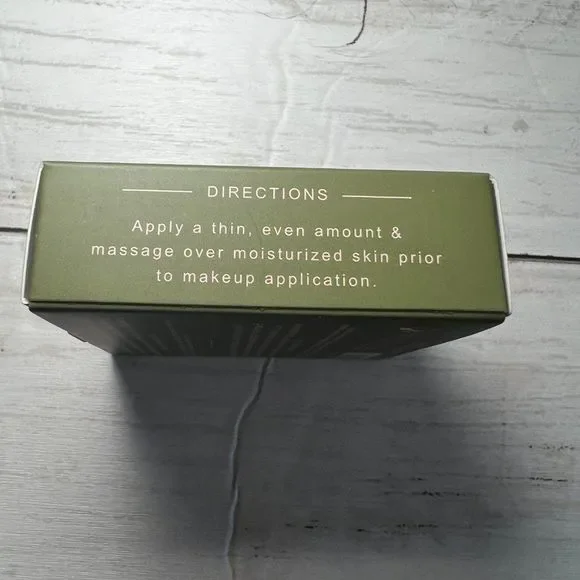 DIRECTIONS
Apply a thin, even amount &
massage over moisturized skin prior
to makeup application.